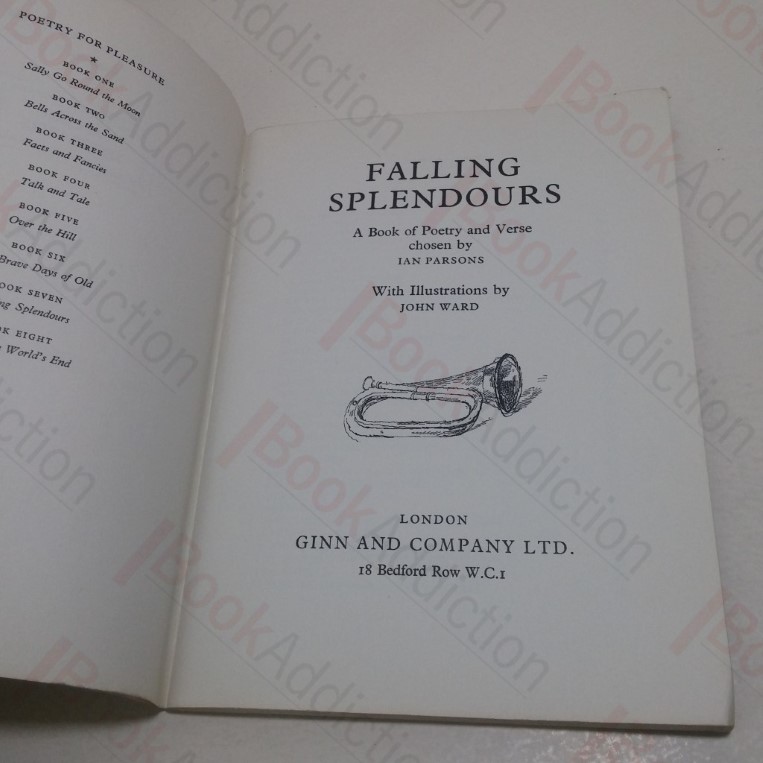 POETRY FOR PLEASURE
BOOK ONE
Sally Go Round the Moon
BOOK TWO
Bells Across the Sand
BOOK THREE
Facts and Fancies
BOOK FOUR
Talk and Tale
BOOK FIVE
Over the Hill
BOOK SIX
Brave Days of Old
OOK SEVEN
ng Splendours
K EIGHT
World's End
FALLING
SPLENDOURS
A Book of Poetry and Verse
chosen by
IAN PARSONS
With Illustrations by
JOHN WARD
LONDON
GINN AND COMPANY LTD.
18 Bedford Row W.C.1
BookAddiction